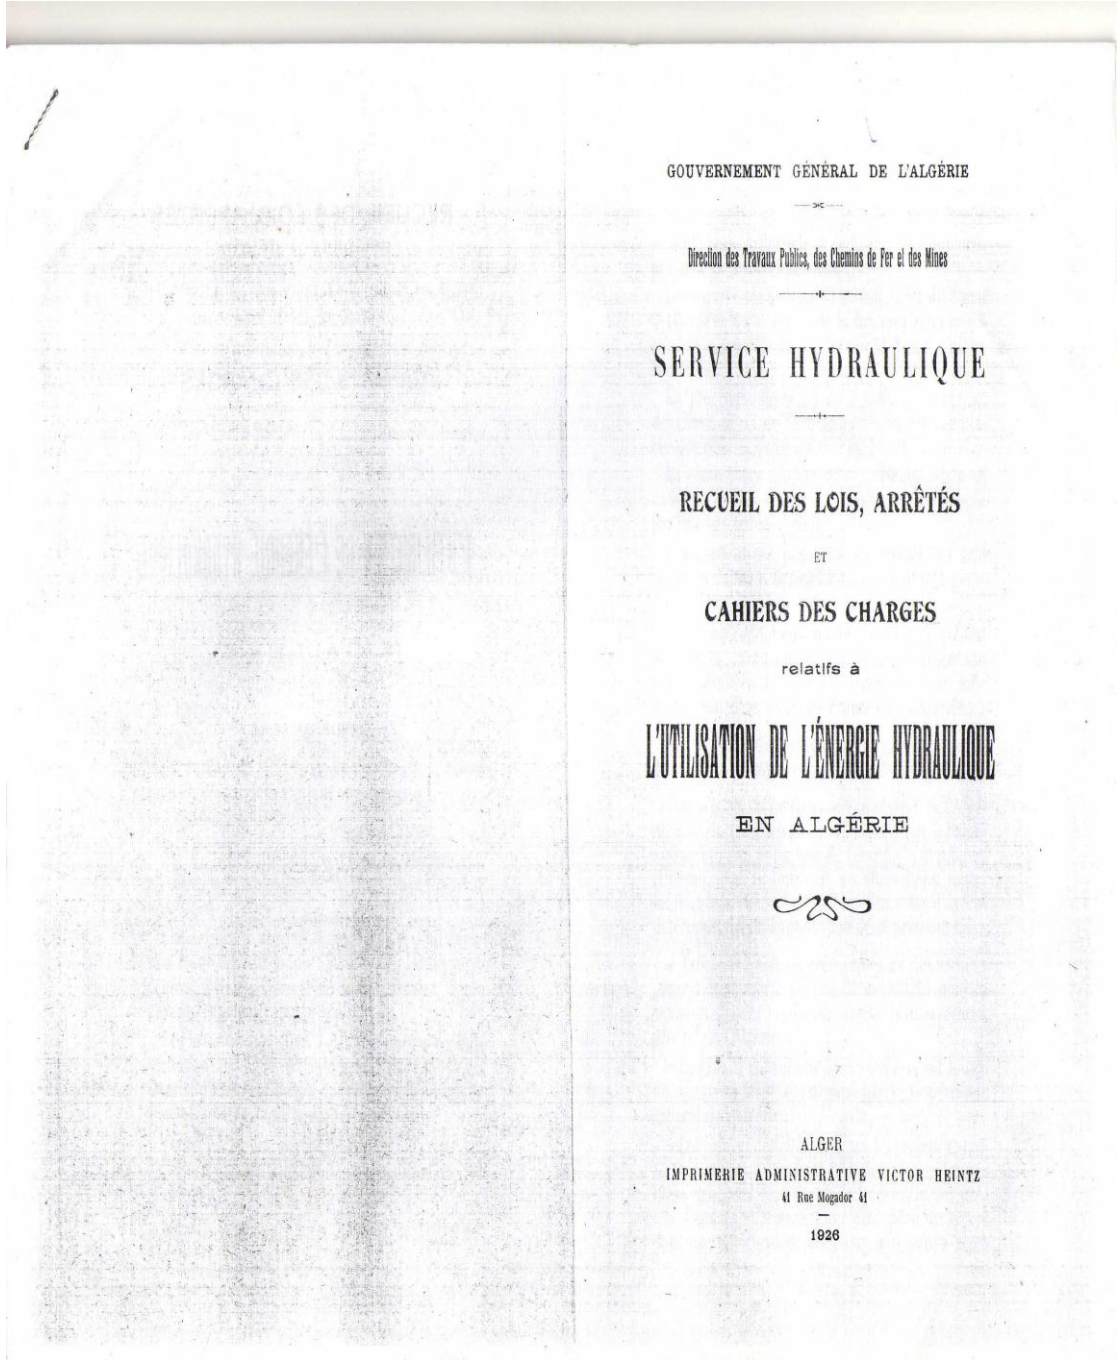 GOUVERNEMENT GÉNÉRAL DE L'ALGÉRIE
Direction des Travaux Publics, des Chemins de Fer et des Mines
SERVICE HYDRAULIQUE
RECUEIL DES LOIS, ARRÊTÉS
ET
CAHIERS DES CHARGES
relatifs à
L'UTILISATION DE L'ÉNERGIE HYDRAULIQUE
EN ALGÉRIE
ALGER
IMPRIMERIE ADMINISTRATIVE VICTOR HEINTZ
41 Rue Mogador 41
1926